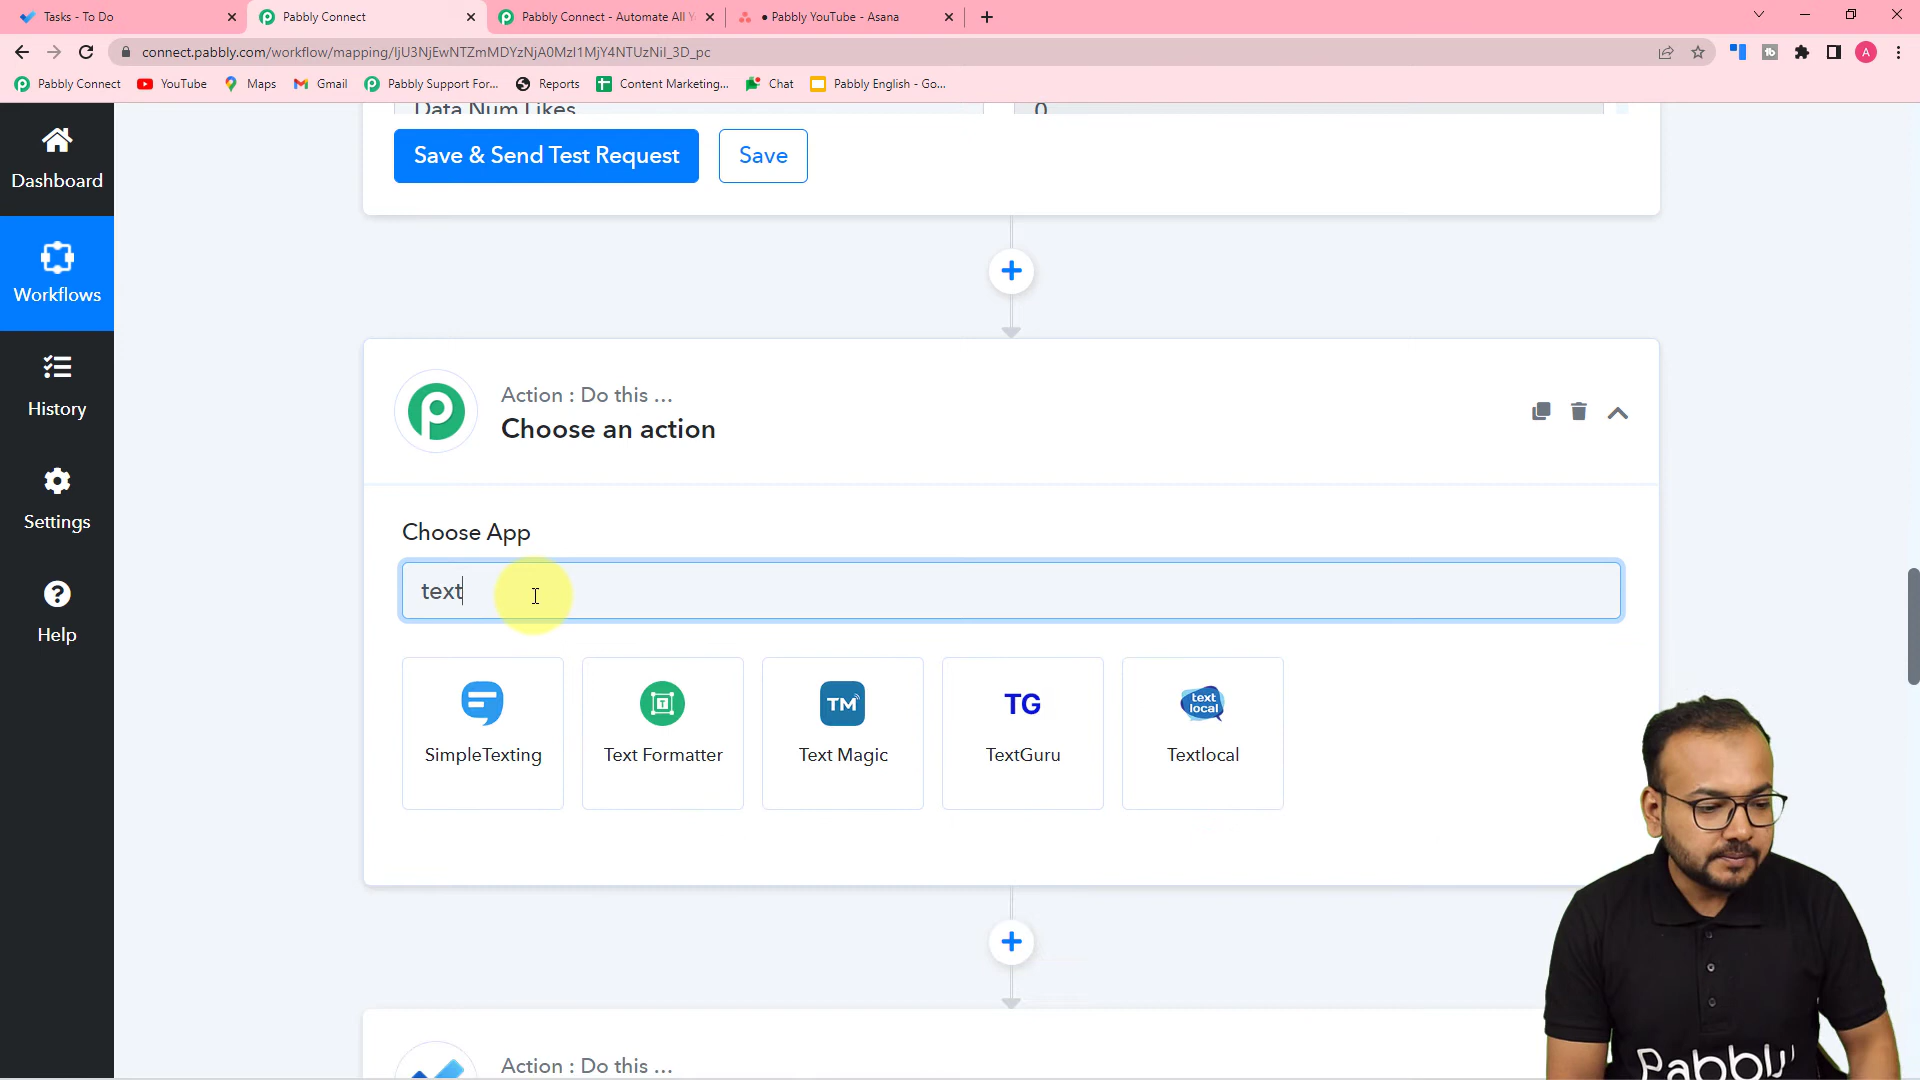 Tasks - To Do
Pabbly Connect
Pabbly Connect - Automate All Y
• Pabbly YouTube - Asana
connect.pabbly.com/workflow/mapping/IjU3NjEwNTZmMDYzNjA0MzI1MjY4NTUzNiI_3D_pc
A
Pabbly Connect
YouTube
Maps
Gmail
Pabbly Support For...
Reports
Content Marketing...
Chat
Pabbly English - Go...
Dashboard
Workflows
History
Settings
Help
Data Num Likes
0
Save & Send Test Request
Save
Action : Do this ...
Choose an action
Choose App
text
SimpleTexting
Text Formatter
TM
Text Magic
TG
TextGuru
text
local
Textlocal
Action : Do this ...
Pabbly